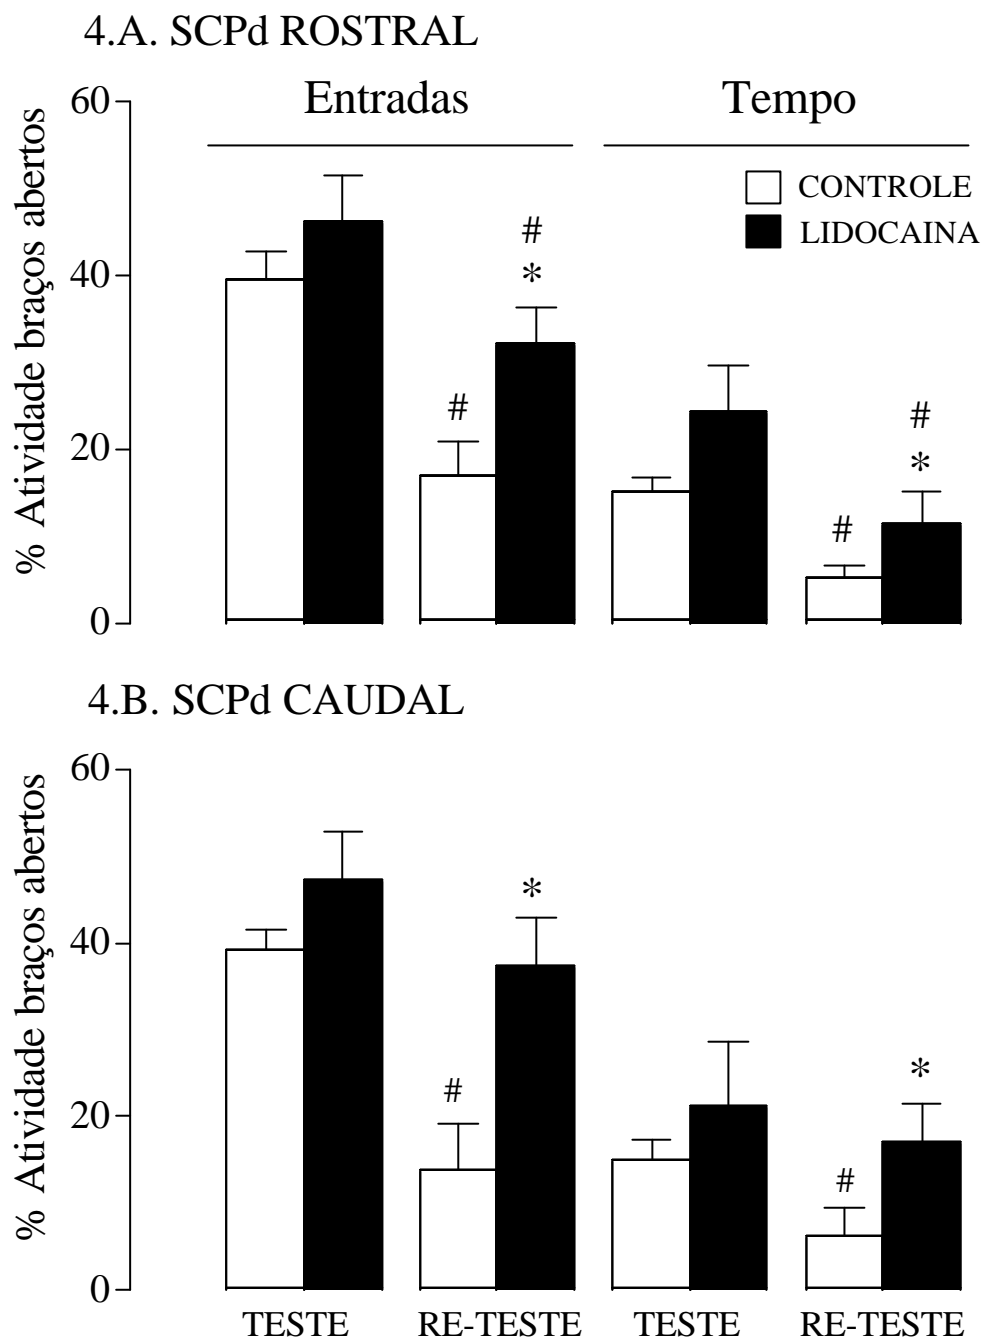 4.A. SCPd ROSTRAL
Entradas Tempo
% Atividade braços abertos
60
40
20
0
CONTROLE
LIDOCAINA
#
#
*
#
#
*
4.B. SCPd CAUDAL
% Atividade braços abertos
60
40
20
0
#
*
#
*
TESTE RE-TESTE TESTE RE-TESTE